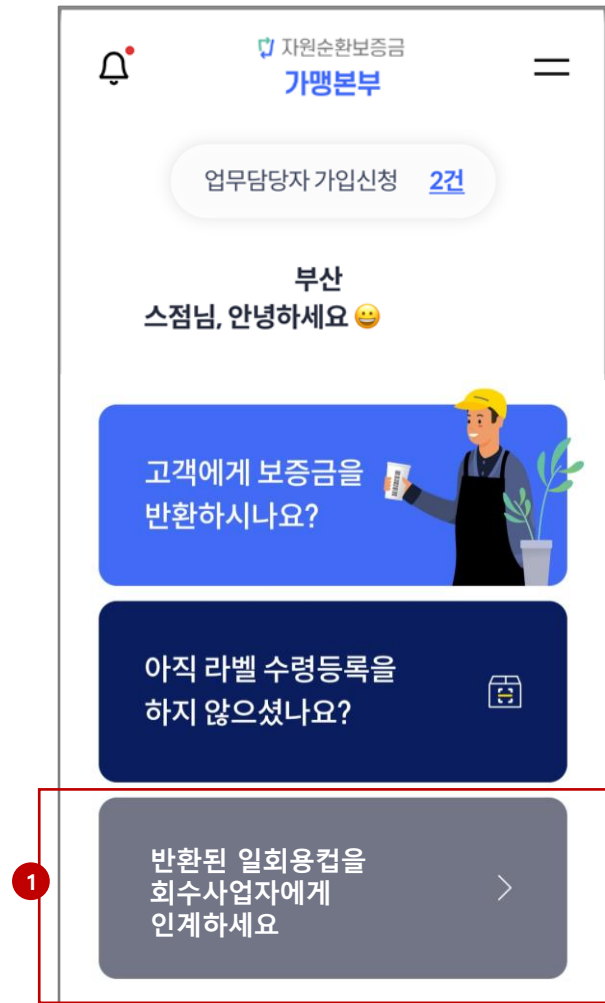 자원순환보증금
가맹본부
업무담당자 가입신청 2건
부산
스점님, 안녕하세요 😀
고객에게 보증금을
반환하시나요?
아직 라벨 수령등록을
하지 않으셨나요?
1
반환된 일회용컵을
회수사업자에게
인계하세요